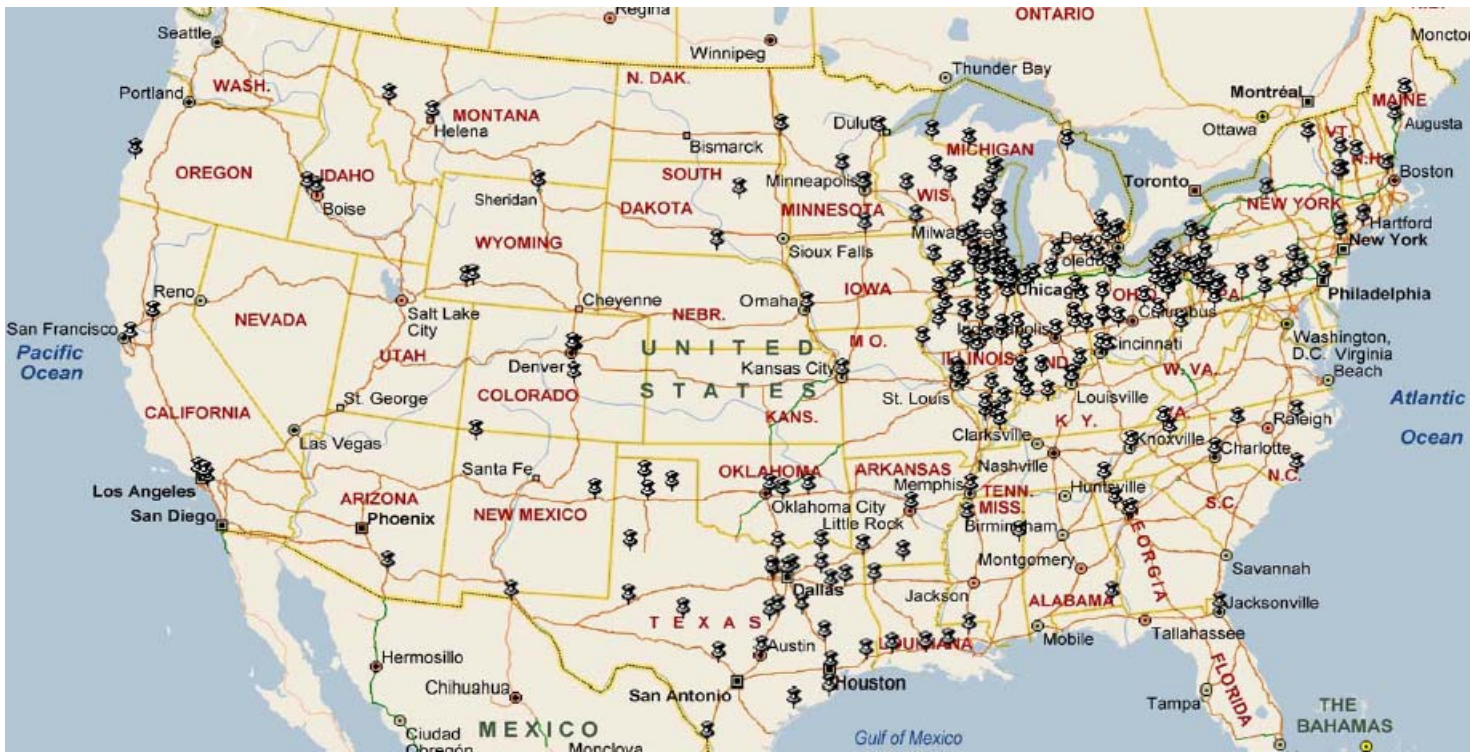 Regina
ONTARIO
Moncton
Seattle
Winnipeg
Thunder Bay
WASH.
N. DAK.
Montréal
MAINE
Portland
MONTANA
Duluth
Ottawa
VT.
Augusta
Helena
Bismarck
MICHIGAN
N.H.
OREGON
IDAHO
SOUTH
Minneapolis
WIS.
Toronto
Boston
Boise
Sheridan
DAKOTA
MINNESOTA
NEW YORK
Hartford
WYOMING
Sioux Falls
Detroit
New York
Toledo
Reno
Cheyenne
Omaha
IOWA
Chicago
OHIO
PA.
Philadelphia
San Francisco
NEVADA
Salt Lake
City
NEBR.
Columbus
Pacific
Ocean
UTAH
Denver
UNITED
MO.
ILLINOIS
IND.
Indianapolis
Cincinnati
Washington,
D.C.
Virginia
Beach
Kansas City
W. VA.
CALIFORNIA
St. George
COLORADO
STATES
KANS.
St. Louis
Louisville
Atlantic
Ocean
Las Vegas
Clarksville
K Y.
VA.
Raleigh
Santa Fe
OKLAHOMA
ARKANSAS
Nashville
Knoxville
Charlotte
Los Angeles
ARIZONA
Memphis
TENN.
Huntsville
N.C.
San Diego
Phoenix
NEW MEXICO
Oklahoma City
Little Rock
MISS.
Birmingham
S.C.
Montgomery
GEORGIA
Savannah
Dallas
Jackson
ALABAMA
Jacksonville
TEXAS
Austin
LOUISIANA
Mobile
Tallahassee
Hermosillo
San Antonio
Houston
FLORIDA
Chihuahua
Tampa
THE
BAHAMAS
Ciudad
Obregón
MEXICO
Monclova
Gulf of Mexico